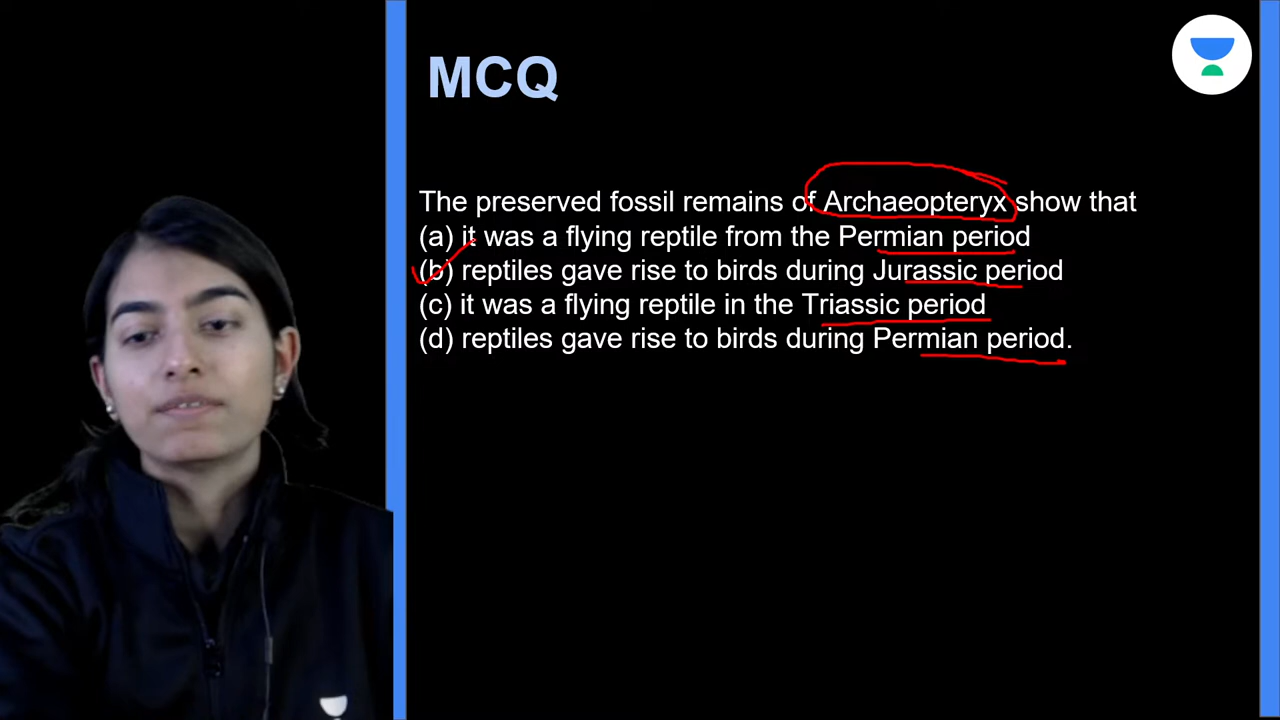 MCQ
The preserved fossil remains of Archaeopteryx show that
(a) it was a flying reptile from the Permian period
(b) reptiles gave rise to birds during Jurassic period
(c) it was a flying reptile in the Triassic period
(d) reptiles gave rise to birds during Permian period.